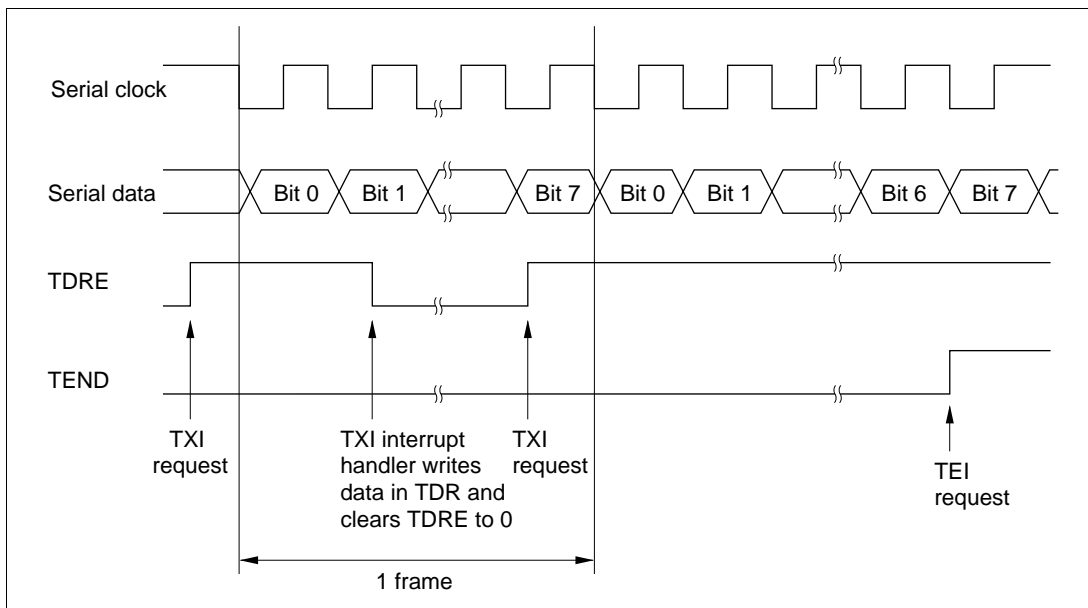 Serial clock
Serial data
Bit 0
Bit 1
Bit 7
Bit 0
Bit 1
Bit 6
Bit 7
TDRE
TEND
TXI
request
TXI interrupt
handler writes
data in TDR and
clears TDRE to 0
TXI
request
TEI
request
1 frame